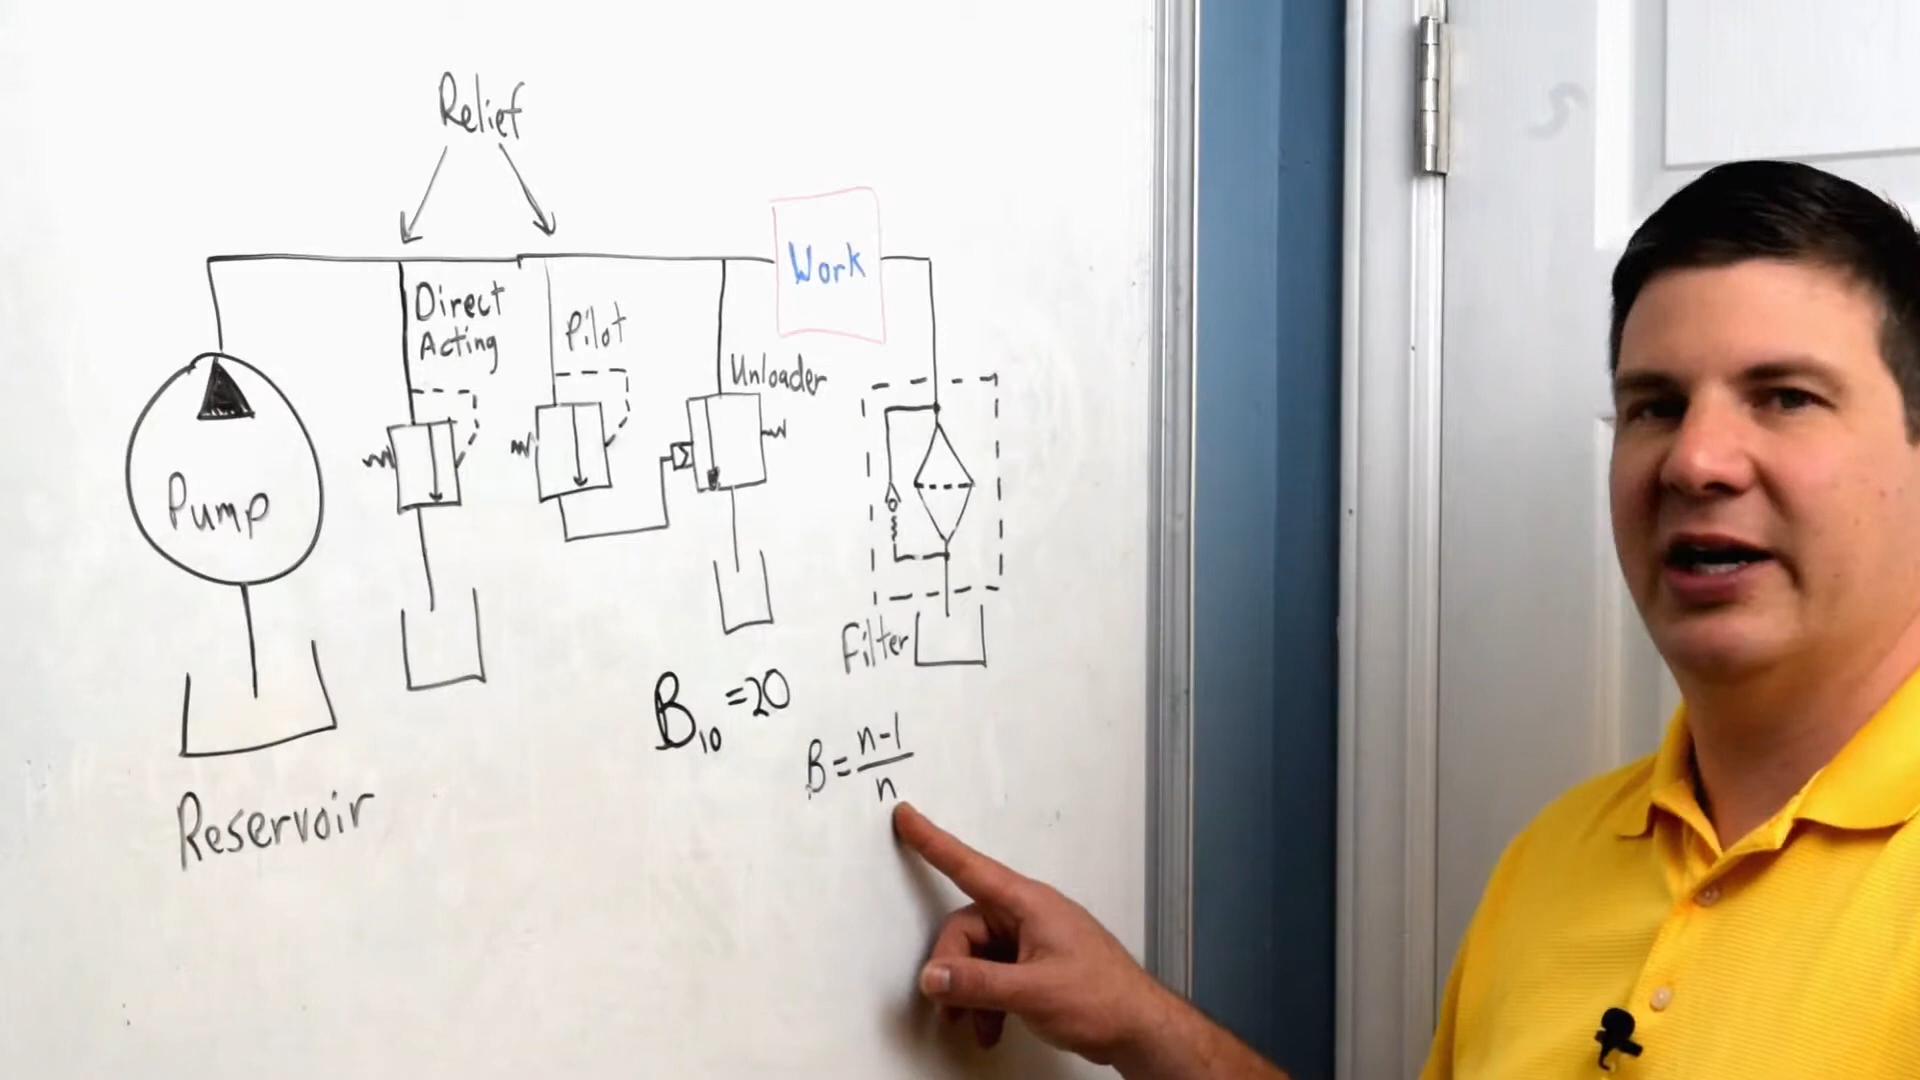 Relief
Direct
Acting
Pilot
Unloader
Work
Pump
Filter
Reservoir
B₁₀ = 20
B = n-1
n